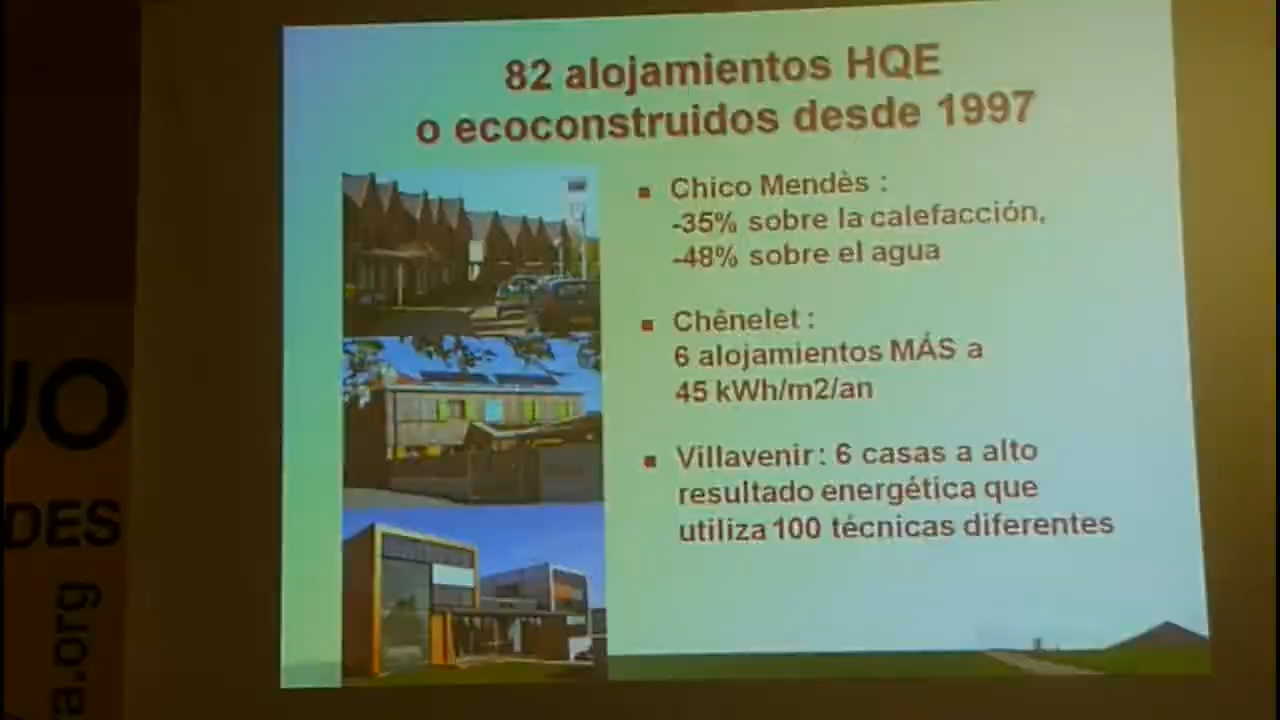 82 alojamientos HQE
o ecoconstruidos desde 1997
Chico Mendès :
-35% sobre la calefacción,
-48% sobre el agua
Chênelet :
6 alojamientos MÁS a
45 kWh/m2/an
Villavenir : 6 casas a alto
resultado energética que
utiliza 100 técnicas diferentes
JO
DES
a.org